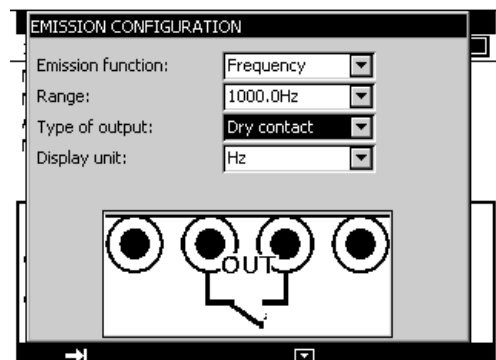 EMISSION CONFIGURATION
Emission function: Frequency
Range: 1000.0Hz
Type of output: Dry contact
Display unit: Hz
OUT